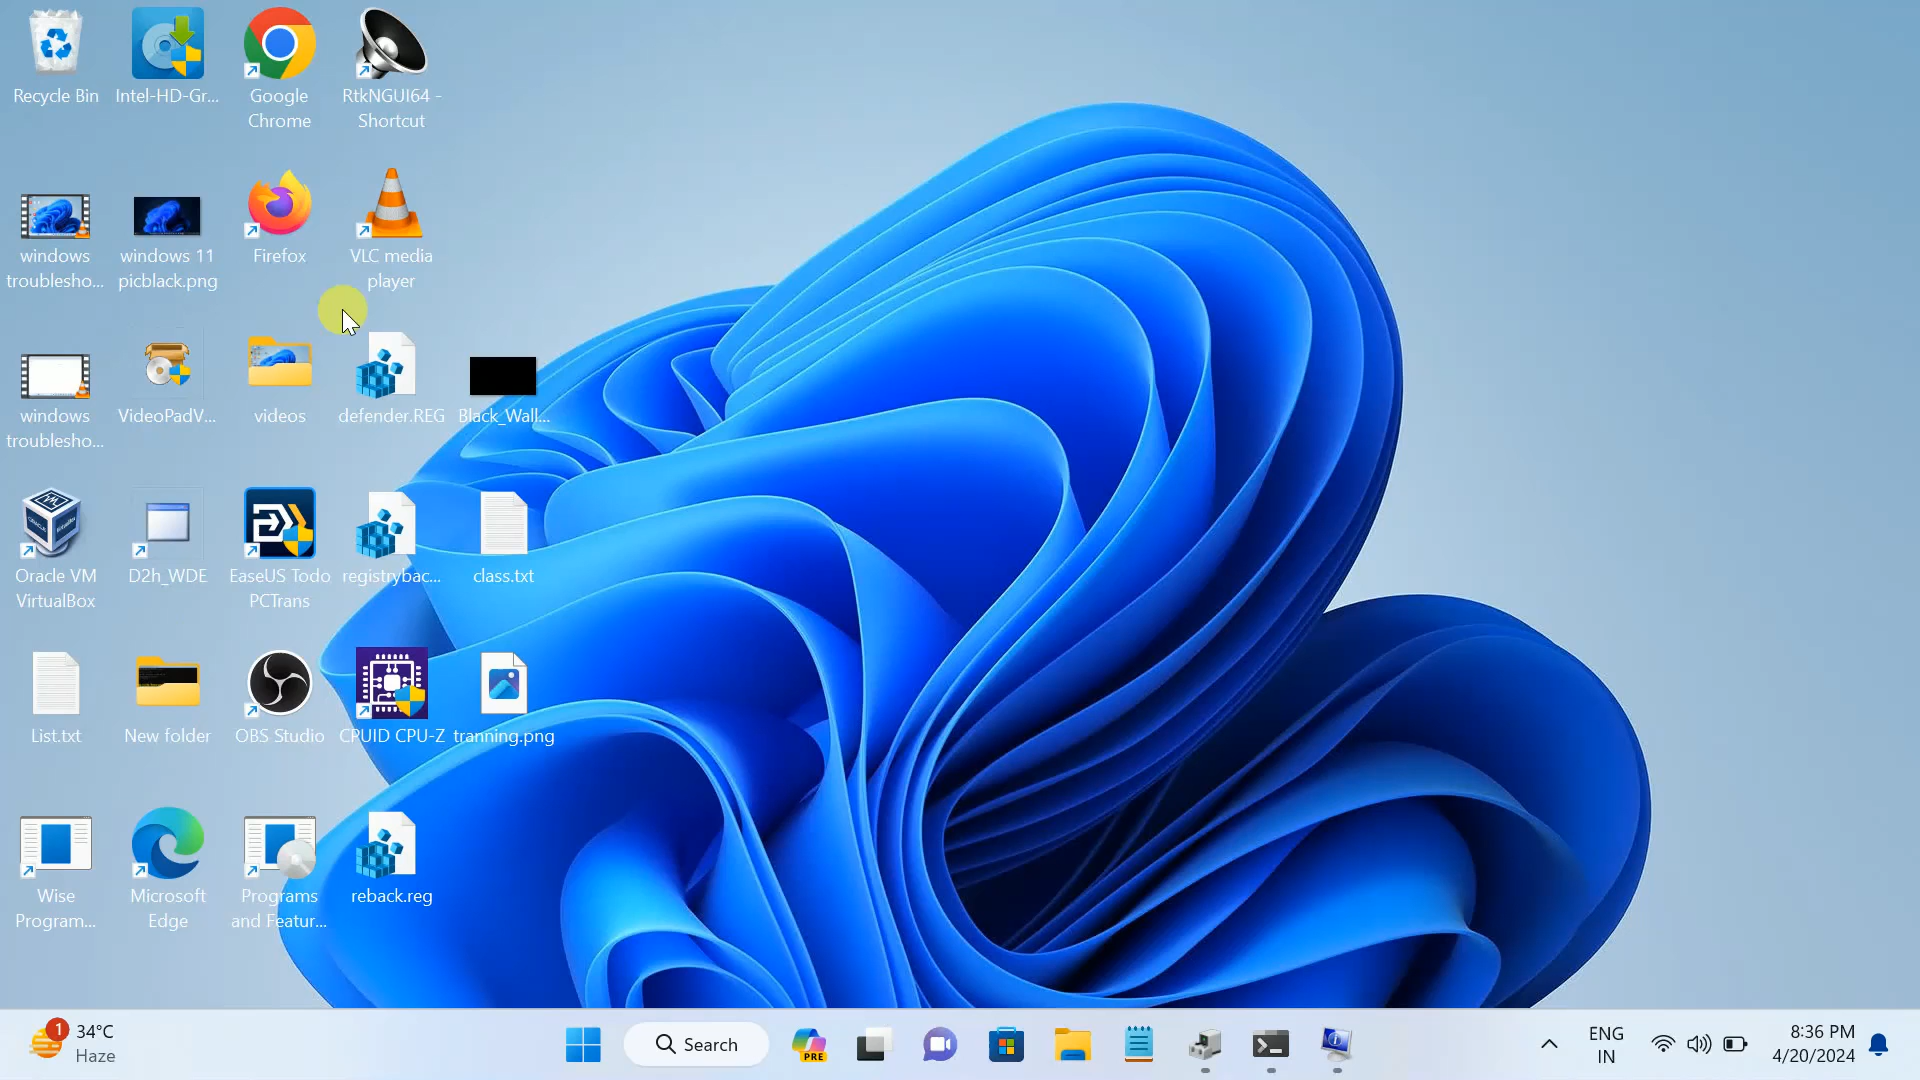 Recycle Bin
Intel-HD-Gr...
Google
Chrome
RtkNGUI64 -
Shortcut
windows
troublesho...
windows 11
picblack.png
Firefox
VLC media
player
windows
troublesho...
VideoPadV...
videos
defender.REG
Black_Wall...
Oracle VM
VirtualBox
D2h_WDE
EaseUS Todo
PCTrans
registrybac...
class.txt
List.txt
New folder
OBS Studio
CPUID CPU-Z
tranning.png
Wise
Program...
Microsoft
Edge
Programs
and Featur...
reback.reg
1
34°C
Haze
Search
PRE
ENG
IN
8:36 PM
4/20/2024